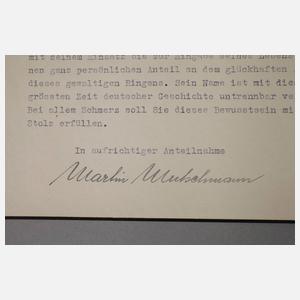 mit seinem Einsatz bis zur Hingabe seines Lebens
nen ganz persönlichen Anteil an dem glückhaften
dieses gewaltigen Ringens. Sein Name ist mit die
grössten Zeit deutscher Geschichte untrennbar ve
Bei allem Schmerz soll Sie dieses Bewusstsein mi
Stolz erfüllen.
In aufrichtiger Anteilnahme
Martin Mutschmann